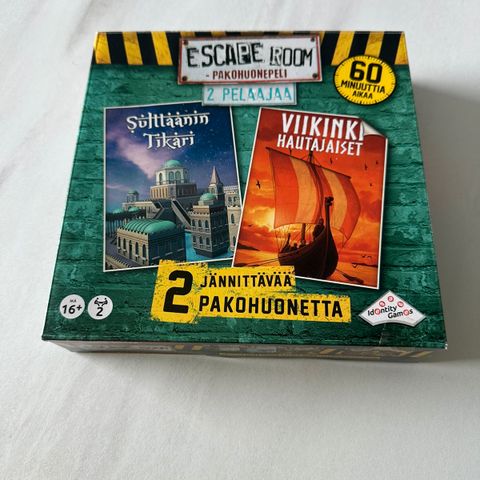 ESCAPE ROOM
- PAKOHUONEPELI
2 PELAAJAA
60
MINUUTTIA
AIKAA
Sulttaanin
Tikari
VIIKINKI
HAUTAJAISET
2 JÄNNITTÄVÄÄ
PAKOHUONETTA
IKÄ
16+
2
Identity
Games